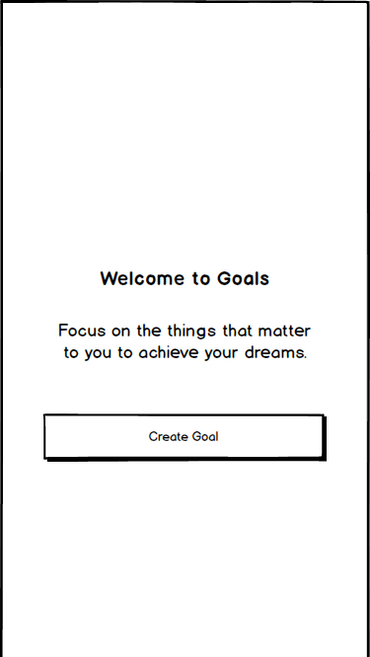 Welcome to Goals
Focus on the things that matter
to you to achieve your dreams.
Create Goal